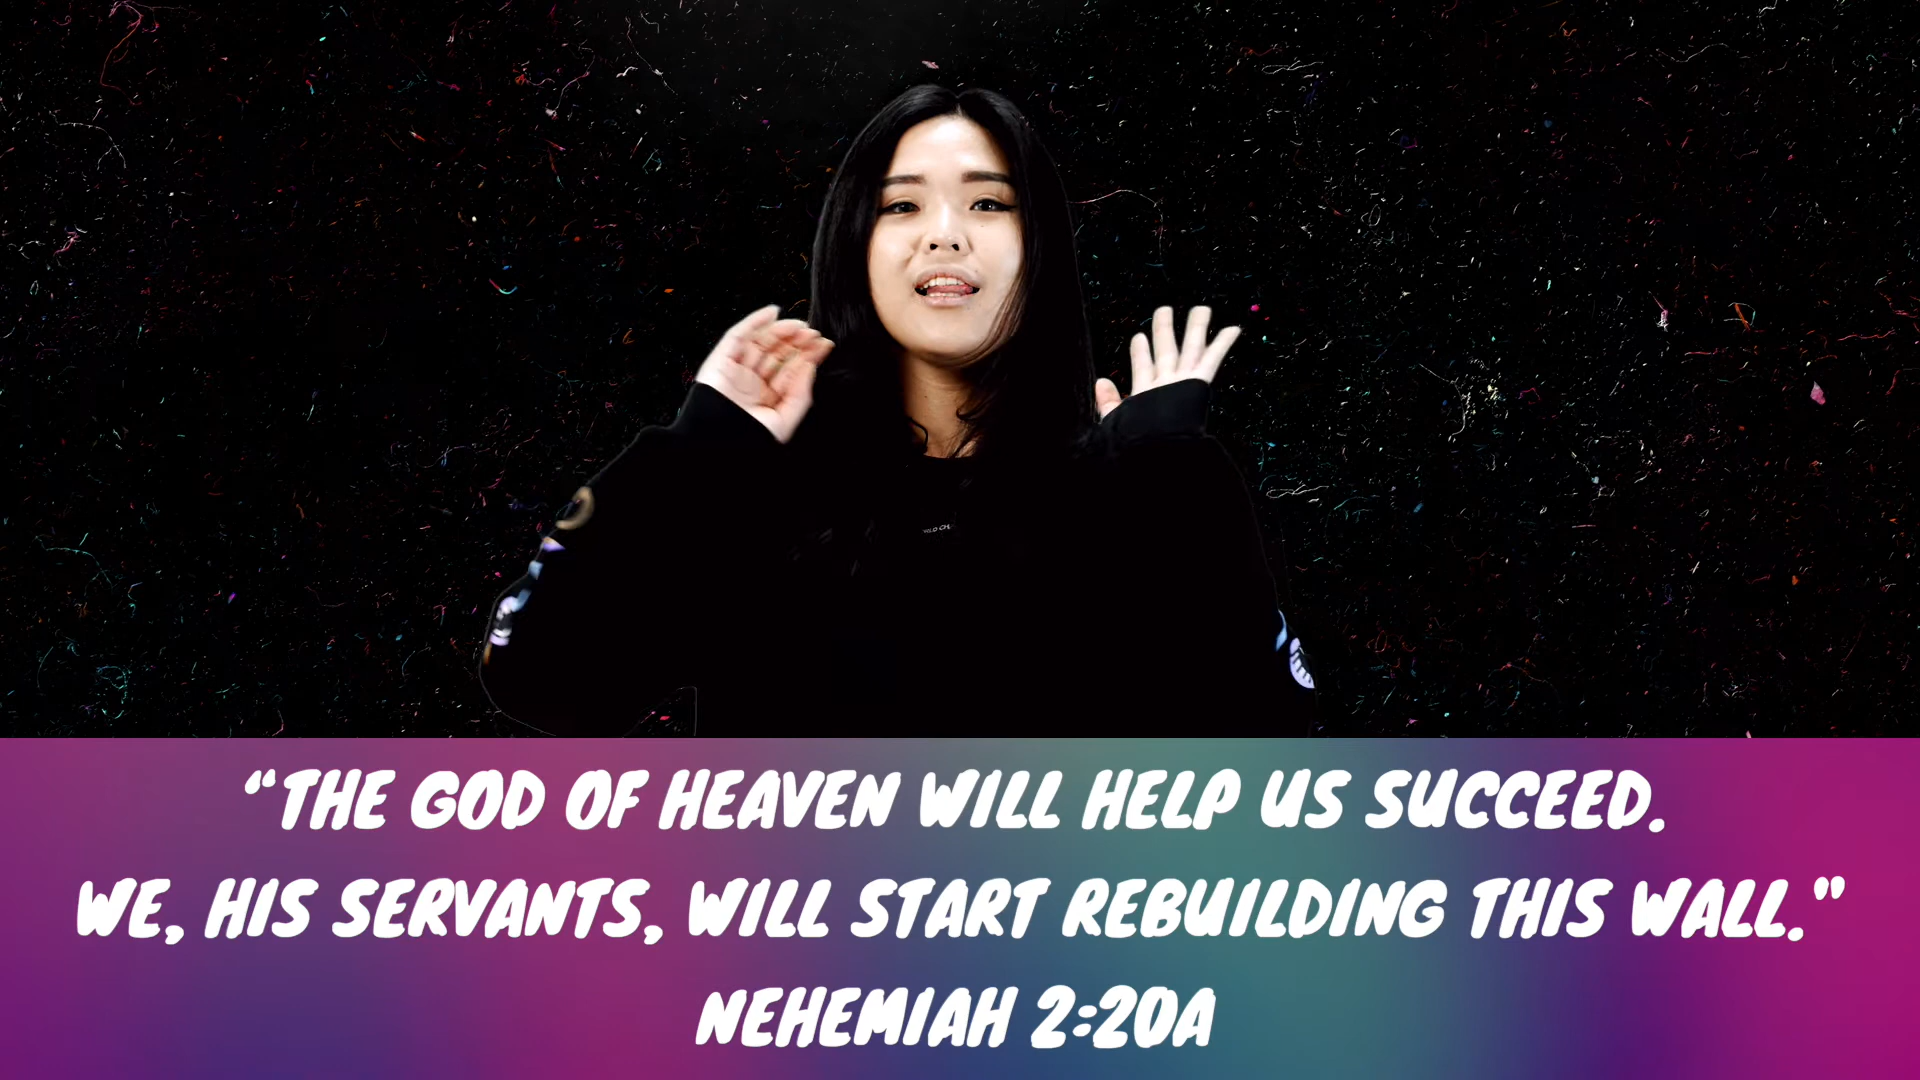 “THE GOD OF HEAVEN WILL HELP US SUCCEED.
WE, HIS SERVANTS, WILL START REBUILDING THIS WALL.”
NEHEMIAH 2:20A